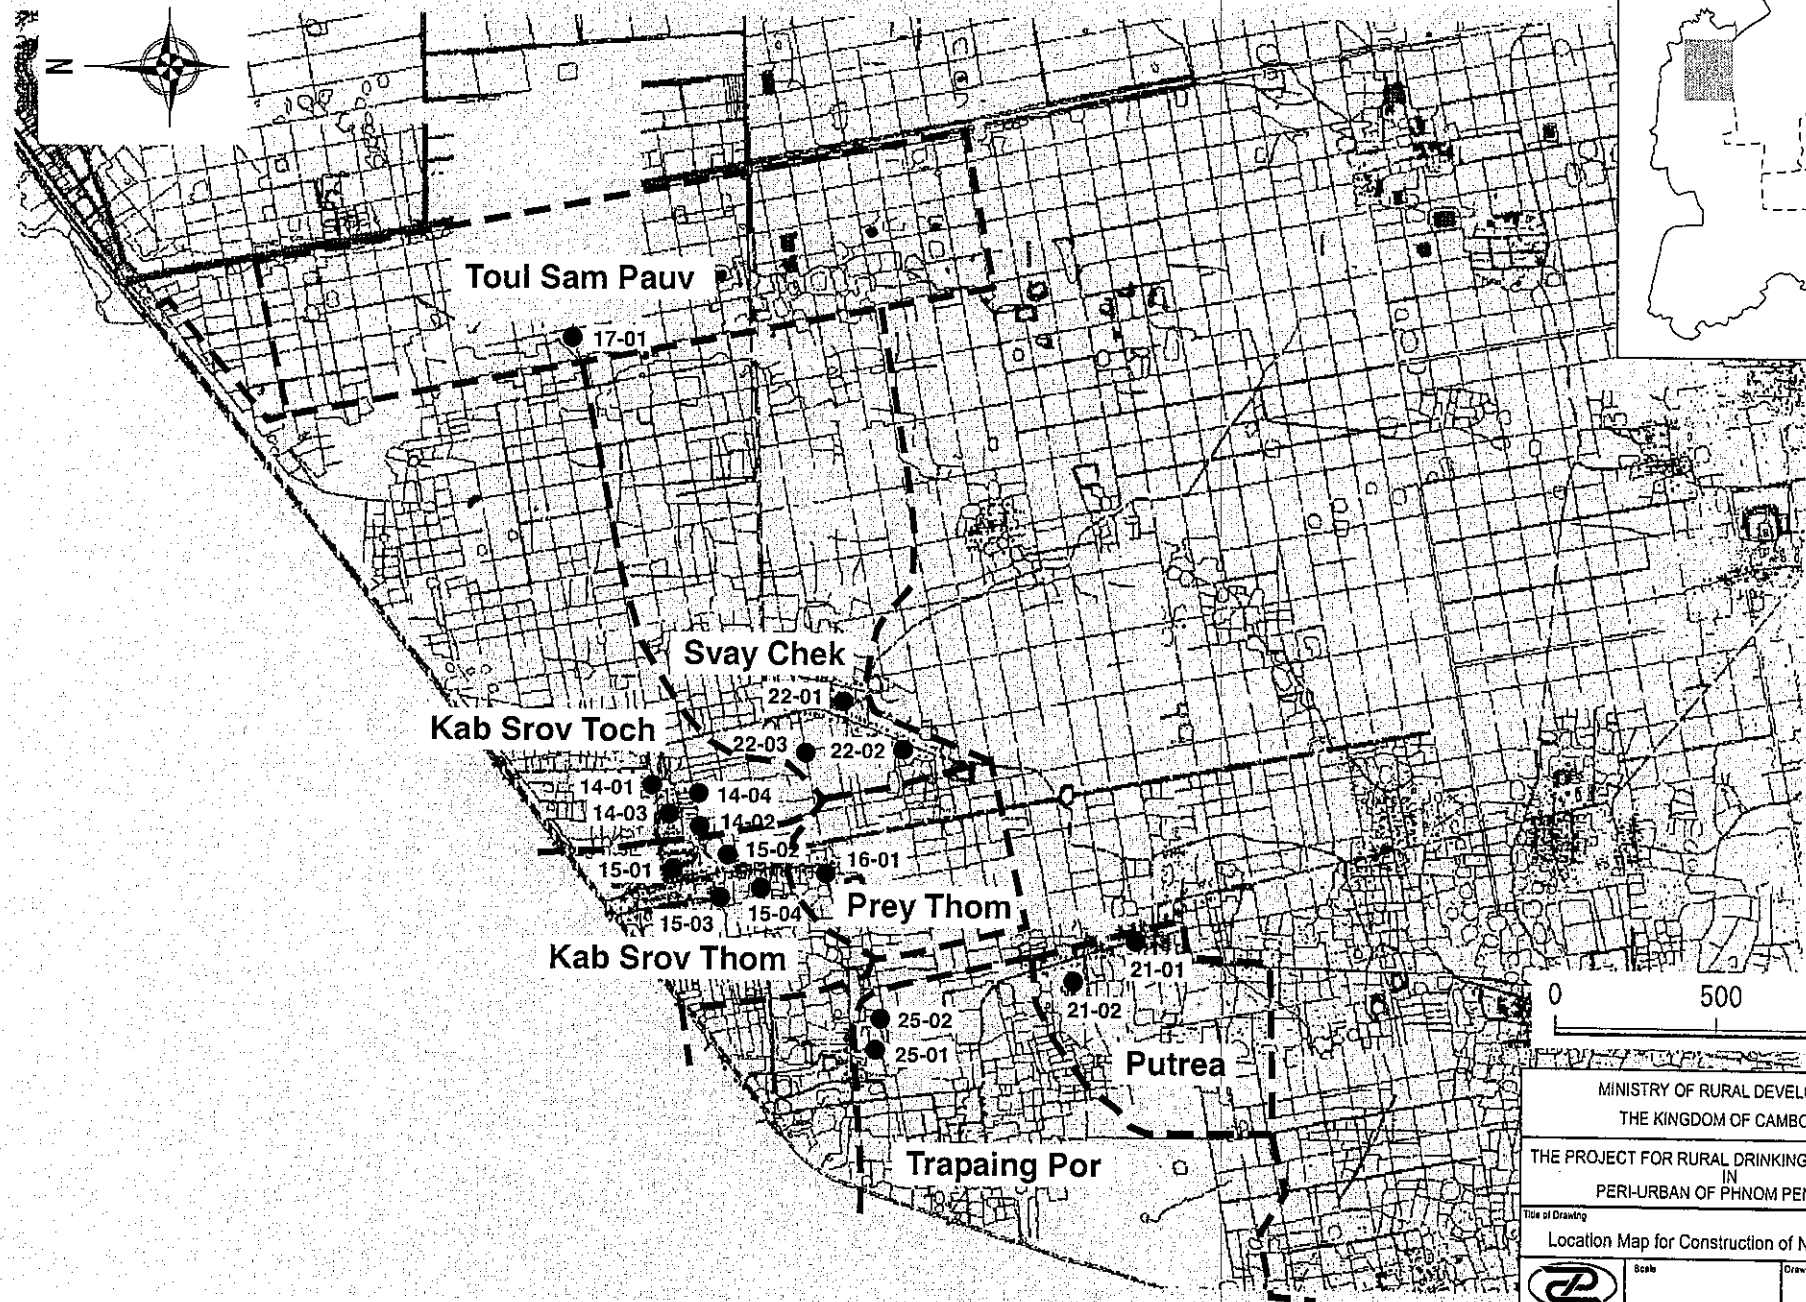 N
Toul Sam Pauv
17-01
Svay Chek
22-01
Kab Srov Toch
22-03
22-02
14-01
14-04
14-03
14-02
15-02
16-01
15-01
15-03
15-04
Prey Thom
Kab Srov Thom
21-01
21-02
25-02
25-01
Putrea
Trapaing Por
0 500
MINISTRY OF RURAL DEVEL
THE KINGDOM OF CAMBO
THE PROJECT FOR RURAL DRINKING
IN
PERI-URBAN OF PHNOM PE
Title of Drawing
Location Map for Construction of N
Scale
Draw